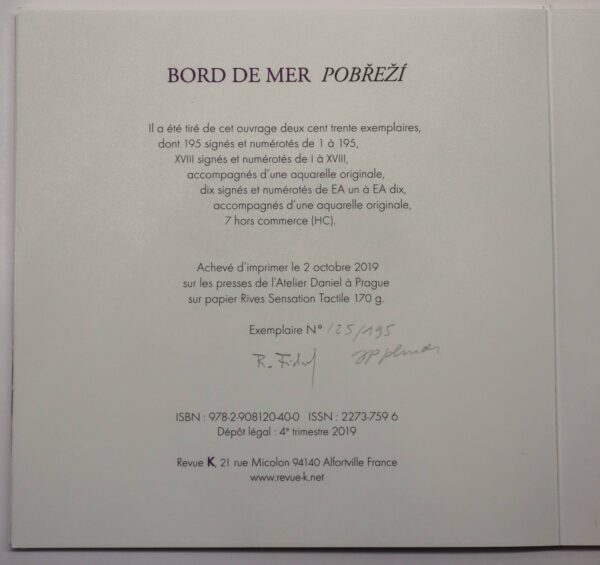 BORD DE MER POBŘEŽÍ
Il a été tiré de cet ouvrage deux cent trente exemplaires,
dont 195 signés et numérotés de 1 à 195,
XVIII signés et numérotés de I à XVIII,
accompagnés d'une aquarelle originale,
dix signés et numérotés de EA un à EA dix,
accompagnés d'une aquarelle originale,
7 hors commerce (HC).
Achevé d'imprimer le 2 octobre 2019
sur les presses de l'Atelier Daniel à Prague
sur papier Rives Sensation Tactile 170 g.
Exemplaire N° 125/195
ISBN : 978-2-908120-40-0 ISSN : 2273-759 6
Dépôt légal : 4e trimestre 2019
Revue K, 21 rue Micolon 94140 Alfortville France
www.revue-k.net